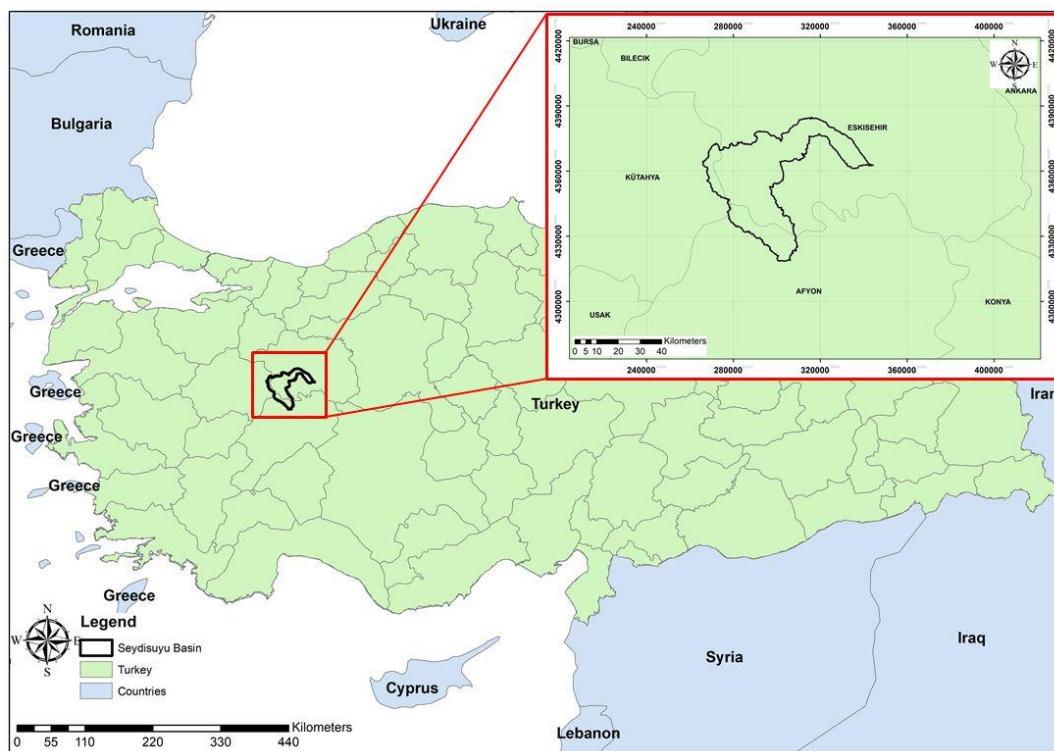 Romania
Ukraine
Bulgaria
Greece
Greece
Greece
Greece
Greece
Turkey
Iran
Syria
Iraq
Cyprus
Lebanon
240000 280000 320000 360000 400000
4420000
4390000
4360000
4330000
4300000
BURSA
BILECIK
N
W E
S
ANKARA
ESKISEHIR
KÜTAHYA
AFYON
USAK
KONYA
Kilometers
0 5 10 20 30 40
4420000
4390000
4360000
4330000
4300000
240000 280000 320000 360000 400000
N
W E
S
Legend
Seydisuyu Basin
Turkey
Countries
Kilometers
0 55 110 220 330 440